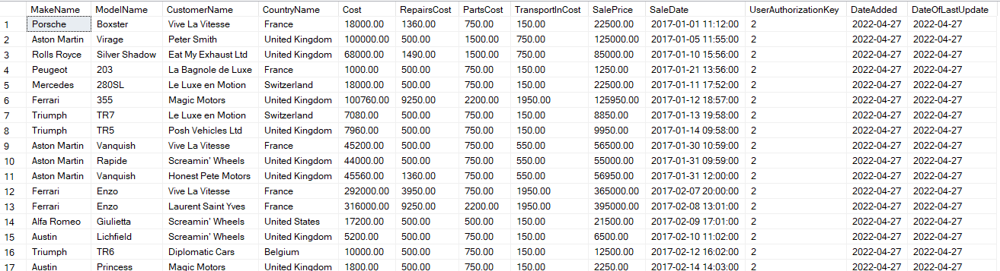 MakeName ModelName CustomerName CountryName Cost RepairsCost PartsCost TransportInCost SalePrice SaleDate UserAuthorizationKey DateAdded DateOfLastUpdate
1 Porsche Boxster Vive La Vitesse France 18000.00 1360.00 750.00 150.00 22500.00 2017-01-01 11:12:00 2 2022-04-27 2022-04-27
2 Aston Martin Virage Peter Smith United Kingdom 100000.00 500.00 1500.00 750.00 125000.00 2017-01-05 11:55:00 2 2022-04-27 2022-04-27
3 Rolls Royce Silver Shadow Eat My Exhaust Ltd United Kingdom 68000.00 1490.00 1500.00 750.00 85000.00 2017-01-10 15:56:00 2 2022-04-27 2022-04-27
4 Peugeot 203 La Bagnole de Luxe France 1000.00 500.00 750.00 150.00 1250.00 2017-01-21 13:56:00 2 2022-04-27 2022-04-27
5 Mercedes 280SL Le Luxe en Motion Switzerland 18000.00 500.00 750.00 150.00 22500.00 2017-01-11 17:52:00 2 2022-04-27 2022-04-27
6 Ferrari 355 Magic Motors United Kingdom 100760.00 9250.00 2200.00 1950.00 125950.00 2017-01-12 18:57:00 2 2022-04-27 2022-04-27
7 Triumph TR7 Le Luxe en Motion Switzerland 7080.00 500.00 750.00 150.00 8850.00 2017-01-13 19:58:00 2 2022-04-27 2022-04-27
8 Triumph TR5 Posh Vehicles Ltd United Kingdom 7960.00 500.00 750.00 150.00 9950.00 2017-01-14 09:58:00 2 2022-04-27 2022-04-27
9 Aston Martin Vanquish Vive La Vitesse France 45200.00 500.00 750.00 550.00 56500.00 2017-01-30 10:59:00 2 2022-04-27 2022-04-27
10 Aston Martin Rapide Screamin' Wheels United Kingdom 44000.00 500.00 750.00 550.00 55000.00 2017-01-31 09:59:00 2 2022-04-27 2022-04-27
11 Aston Martin Vanquish Honest Pete Motors United Kingdom 45560.00 1360.00 750.00 550.00 56950.00 2017-01-31 12:00:00 2 2022-04-27 2022-04-27
12 Ferrari Enzo Vive La Vitesse France 292000.00 3950.00 750.00 1950.00 365000.00 2017-02-07 20:00:00 2 2022-04-27 2022-04-27
13 Ferrari Enzo Laurent Saint Yves France 316000.00 9250.00 2200.00 1950.00 395000.00 2017-02-08 13:01:00 2 2022-04-27 2022-04-27
14 Alfa Romeo Giulietta Screamin' Wheels United States 17200.00 500.00 500.00 150.00 21500.00 2017-02-09 17:01:00 2 2022-04-27 2022-04-27
15 Austin Lichfield Screamin' Wheels United Kingdom 5200.00 500.00 750.00 150.00 6500.00 2017-02-10 11:02:00 2 2022-04-27 2022-04-27
16 Triumph TR6 Diplomatic Cars Belgium 10000.00 500.00 750.00 150.00 12500.00 2017-02-12 16:02:00 2 2022-04-27 2022-04-27
17 Austin Princess Magic Motors United Kingdom 1800.00 500.00 750.00 150.00 2250.00 2017-02-14 14:03:00 2 2022-04-27 2022-04-27